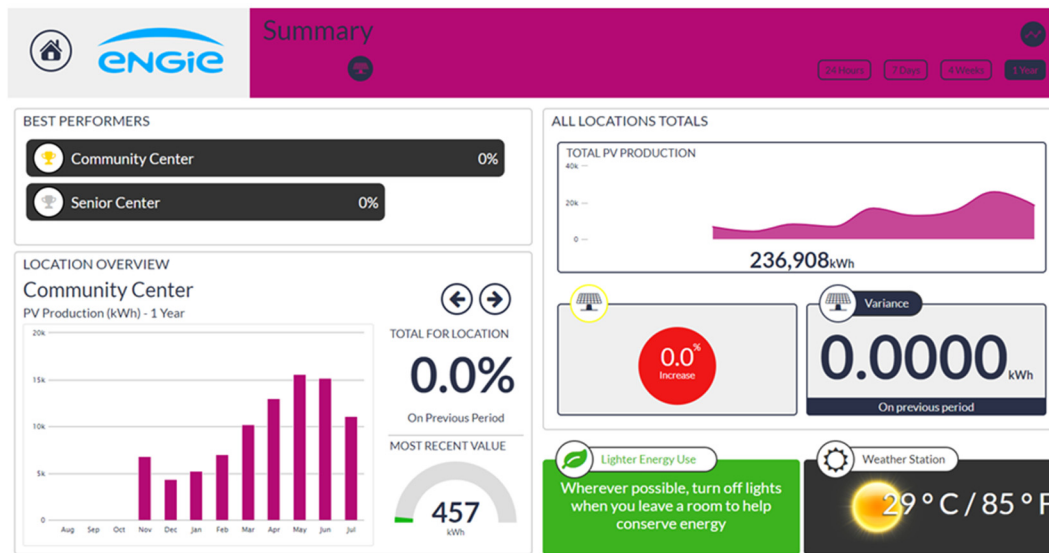 ENGIE
Summary
24 Hours
7 Days
4 Weeks
1 Year
BEST PERFORMERS
Community Center 0%
Senior Center 0%
LOCATION OVERVIEW
Community Center
PV Production (kWh) - 1 Year
20k
15k
10k
5k
0
Aug Sep Oct Nov Dec Jan Feb Mar Apr May Jun Jul
TOTAL FOR LOCATION
0.0%
On Previous Period
MOST RECENT VALUE
457
kWh
ALL LOCATIONS TOTALS
TOTAL PV PRODUCTION
40k
20k
0
236,908kWh
0.0%
Increase
Variance
0.0000 kWh
On previous period
Lighter Energy Use
Wherever possible, turn off lights
when you leave a room to help
conserve energy
Weather Station
29 ° C / 85 ° F